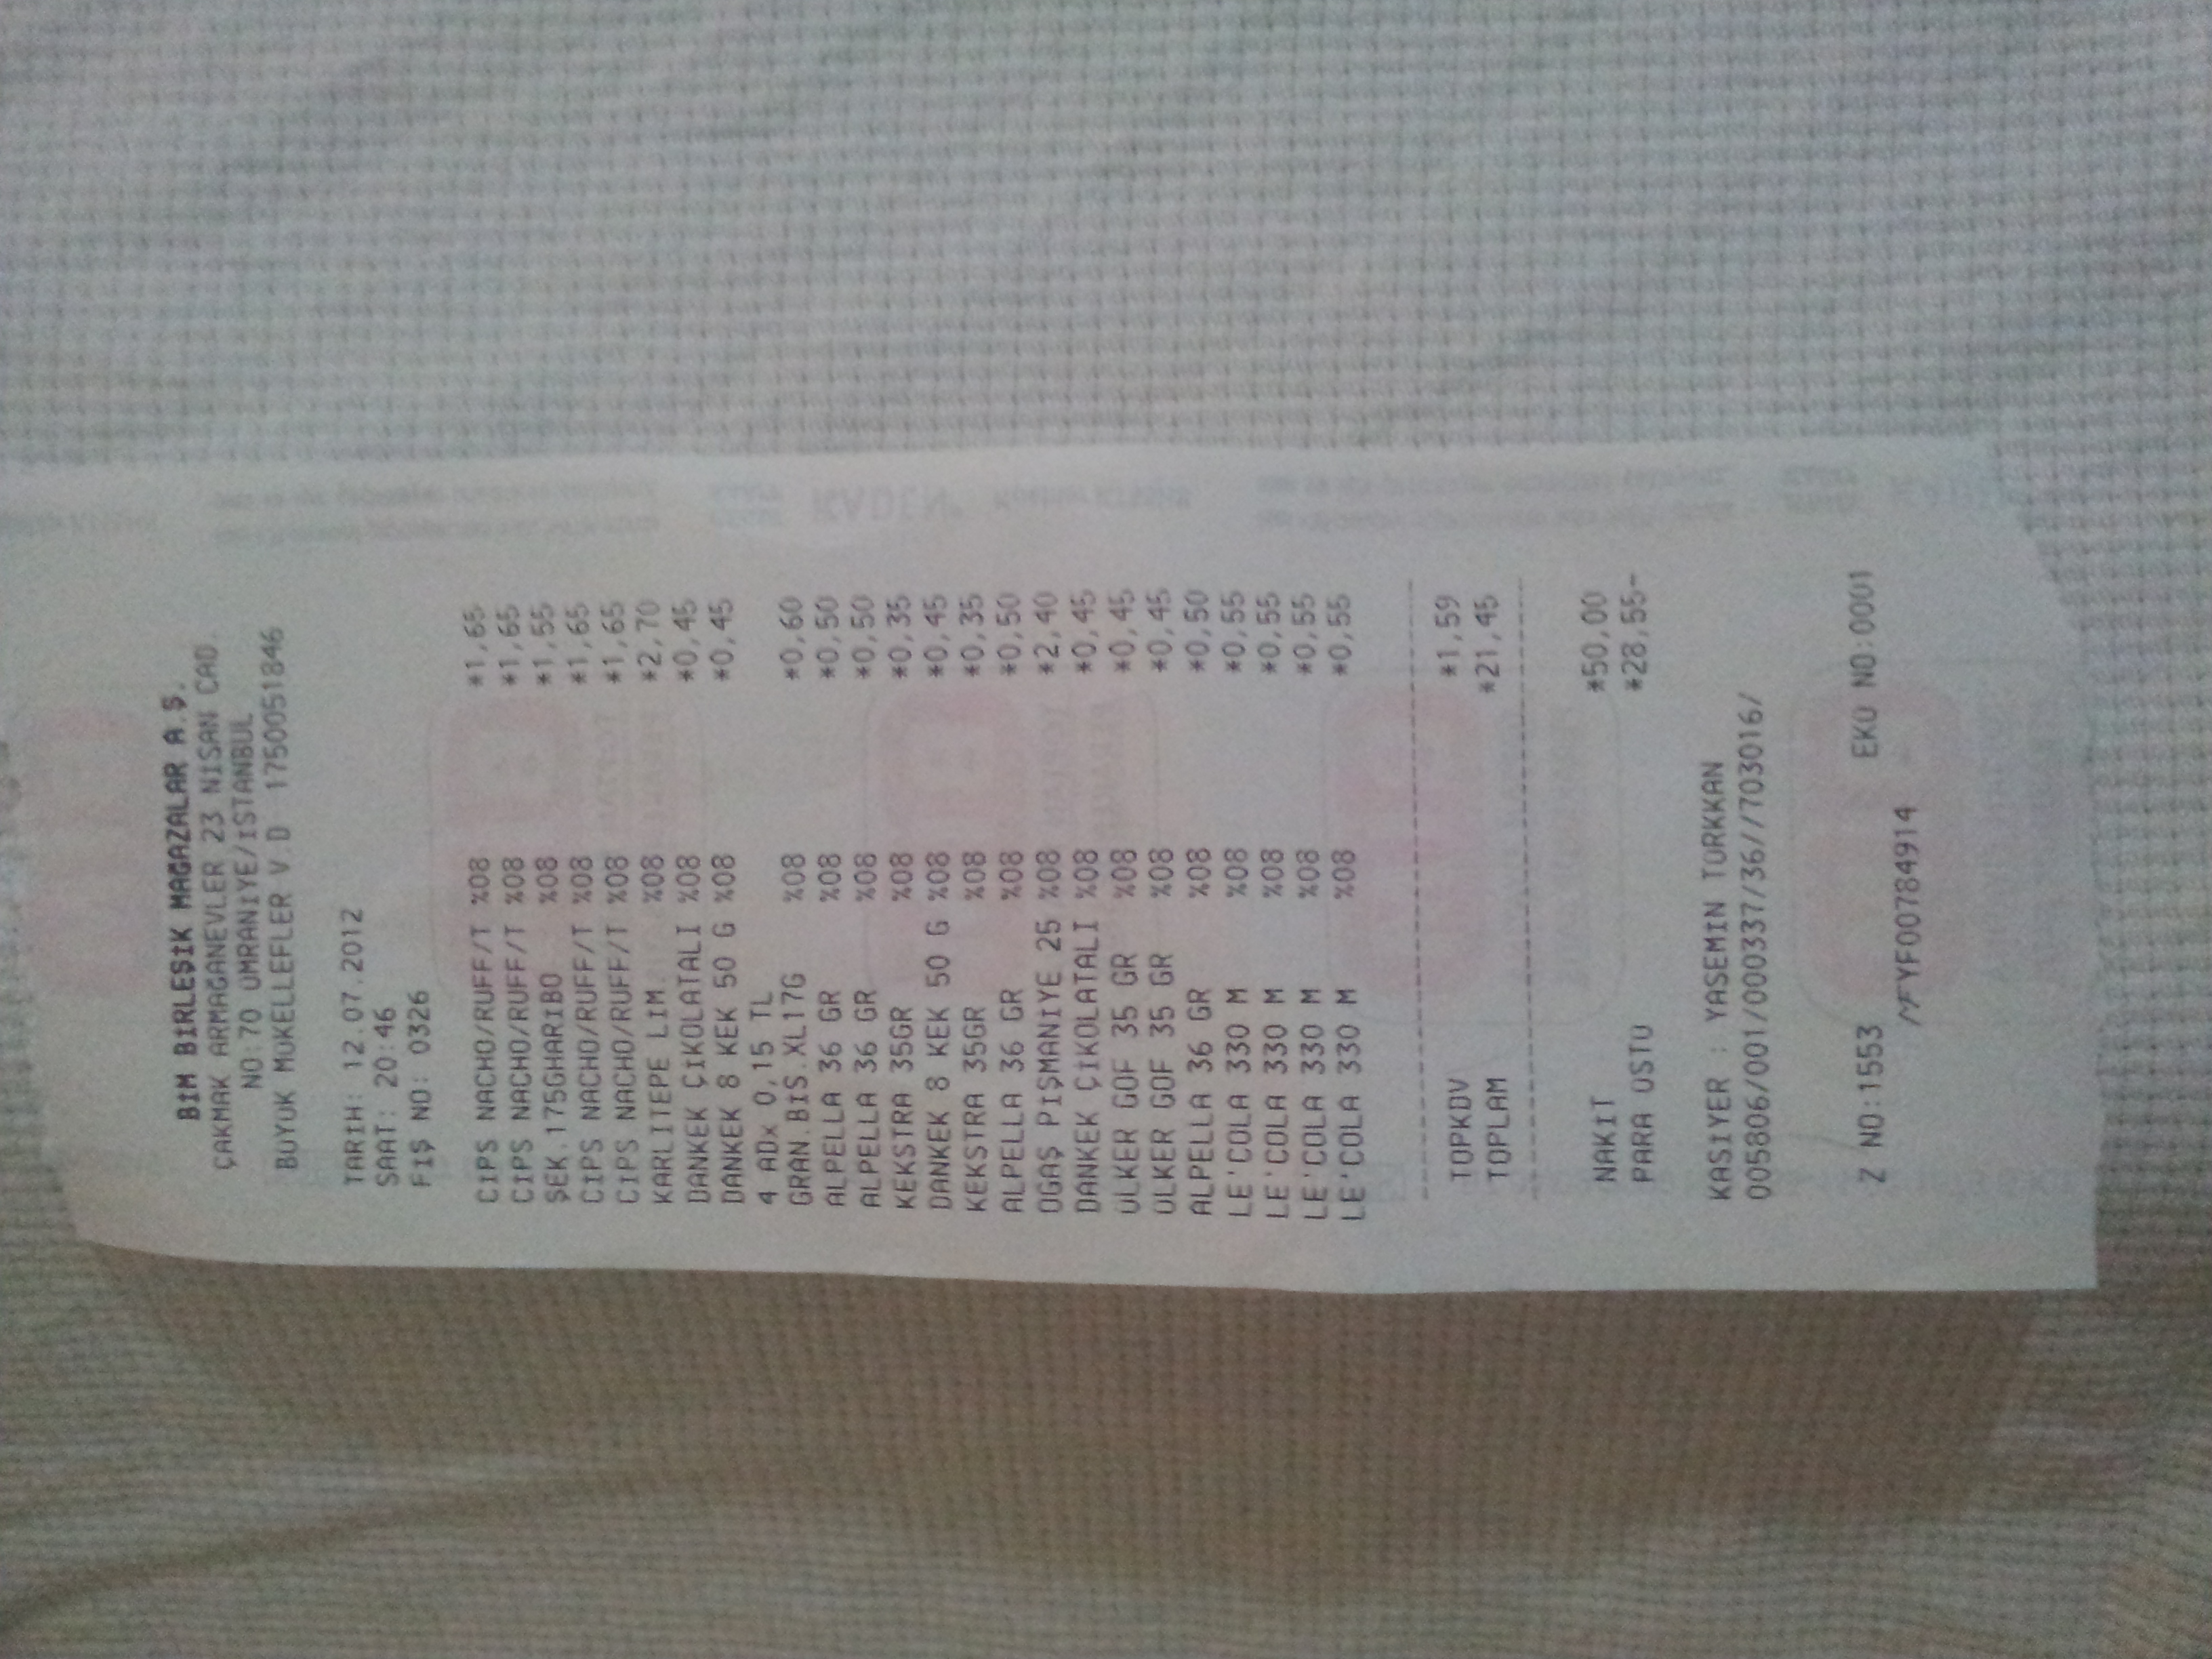 BİM BİRLEŞİK MAĞAZALAR A.Ş.
ÇAKMAK ARMAĞANEVLER 23 NİSAN CAD.
NO:70 ÜMRANİYE/İSTANBUL
BÜYÜK MÜKELLEFLER V.D 1750051846
TARİH: 12.07.2012
SAAT: 20:46
FİŞ NO: 0326
CİPS NACHO/RUFF/T %08 *1,65
CİPS NACHO/RUFF/T %08 *1,65
ŞEK.175GHARİBO %08 *1,55
CİPS NACHO/RUFF/T %08 *1,65
CİPS NACHO/RUFF/T %08 *1,65
KARLITEPE LİM. %08 *2,70
DANKEK ÇİKOLATALI %08 *0,45
DANKEK 8 KEK 50 G %08 *0,45
4 ADx 0,15 TL
GRAN.BİS.XL17G %08 *0,60
ALPELLA 36 GR %08 *0,50
ALPELLA 36 GR %08 *0,50
KEKSTRA 35GR %08 *0,35
DANKEK 8 KEK 50 G %08 *0,45
KEKSTRA 35GR %08 *0,35
ALPELLA 36 GR %08 *0,50
OGAŞ PİŞMANİYE 25 %08 *2,40
DANKEK ÇİKOLATALI %08 *0,45
ÜLKER GOF 35 GR %08 *0,45
ÜLKER GOF 35 GR %08 *0,45
ALPELLA 36 GR %08 *0,50
LE'COLA 330 M %08 *0,55
LE'COLA 330 M %08 *0,55
LE'COLA 330 M %08 *0,55
LE'COLA 330 M %08 *0,55
TOPKDV *1,59
TOPLAM *21,45
NAKİT *50,00
PARA ÜSTÜ *28,55-
KASİYER : YASEMİN TÜRKKAN
005806/001/000337/36//703016/
Z NO:1553 EKÜ NO:0001
MF YF00784914